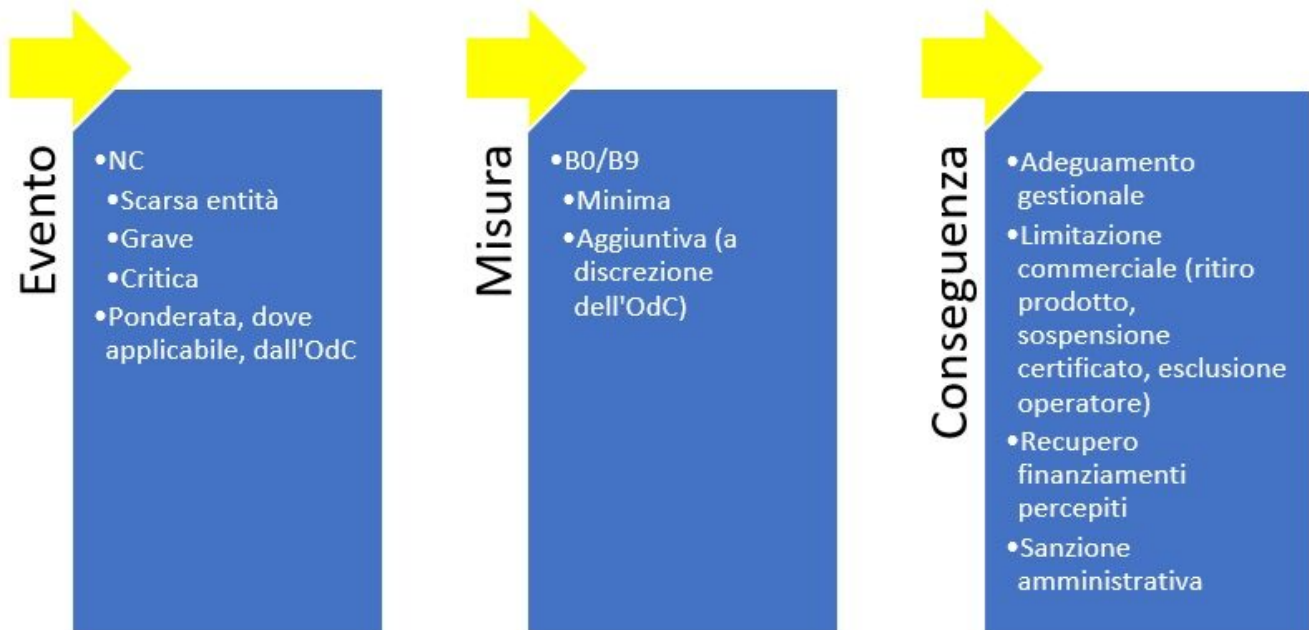 Evento
•NC
•Scarsa entità
•Grave
•Critica
•Ponderata, dove
applicabile, dall'OdC
Misura
•B0/B9
•Minima
•Aggiuntiva (a
discrezione
dell'OdC)
Conseguenza
•Adeguamento
gestionale
•Limitazione
commerciale (ritiro
prodotto,
sospensione
certificato, esclusione
operatore)
•Recupero
finanziamenti
percepiti
•Sanzione
amministrativa